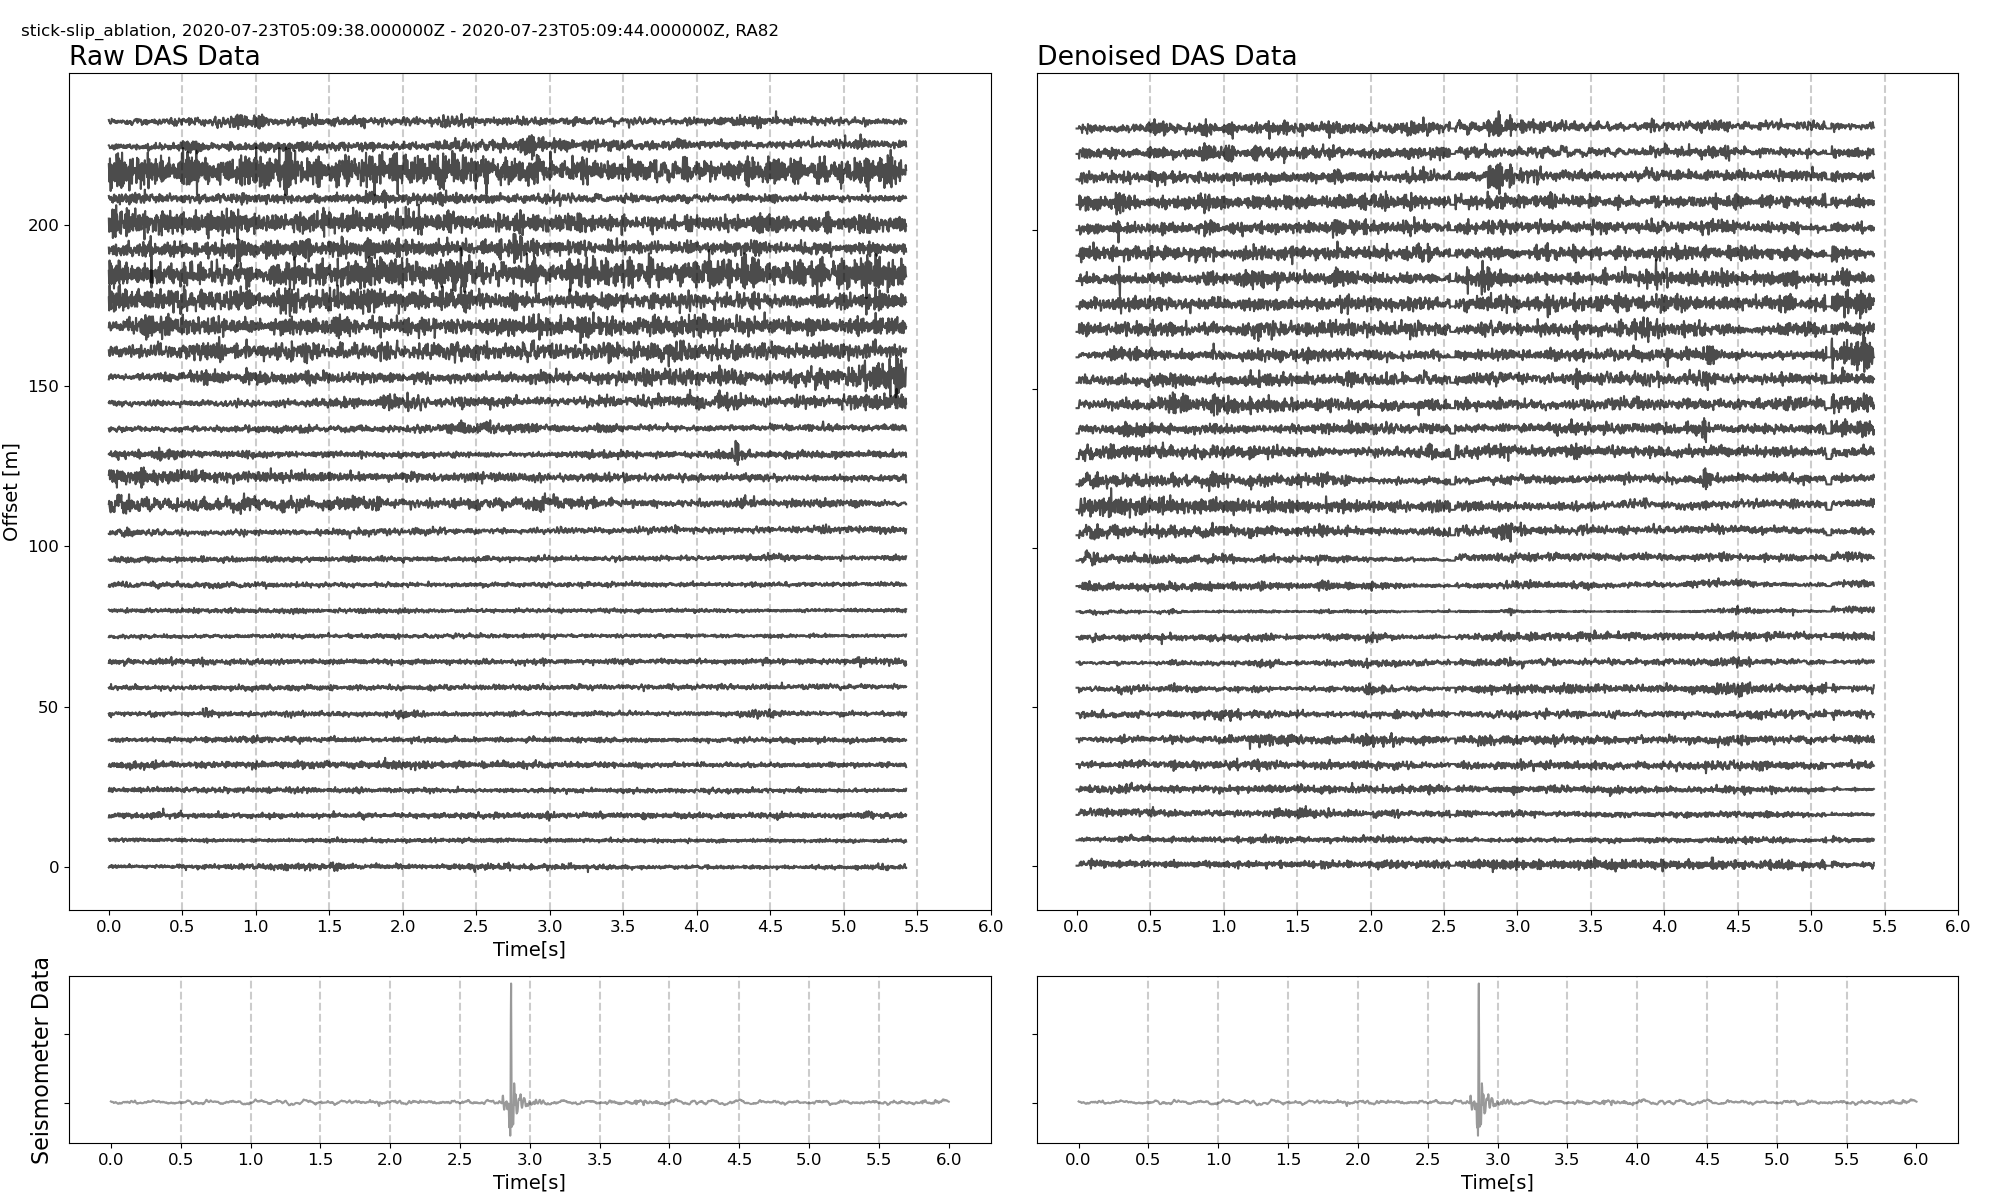 stick-slip_ablation, 2020-07-23T05:09:38.000000Z - 2020-07-23T05:09:44.000000Z, RA82
Raw DAS Data
Offset [m]
200
150
100
50
0
0.0 0.5 1.0 1.5 2.0 2.5 3.0 3.5 4.0 4.5 5.0 5.5 6.0
Time[s]
Denoised DAS Data
0.0 0.5 1.0 1.5 2.0 2.5 3.0 3.5 4.0 4.5 5.0 5.5 6.0
Seismometer Data
0.0 0.5 1.0 1.5 2.0 2.5 3.0 3.5 4.0 4.5 5.0 5.5 6.0
Time[s]
0.0 0.5 1.0 1.5 2.0 2.5 3.0 3.5 4.0 4.5 5.0 5.5 6.0
Time[s]